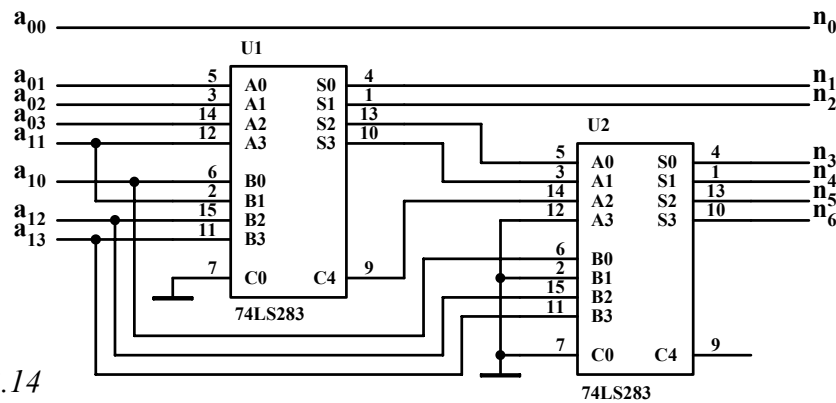 a00 n0
U1
a01 5 A0 S0 4 n1
a02 3 A1 S1 1 n2
a03 14 A2 S2 13
a11 12 A3 S3 10
U2
a10 6 B0 5 A0 S0 4 n3
2 B1 3 A1 S1 1 n4
a12 15 B2 14 A2 S2 13 n5
a13 11 B3 12 A3 S3 10 n6
7 C0 C4 9 6 B0
2 B1
15 B2
74LS283 11 B3
7 C0 C4 9
.14
74LS283